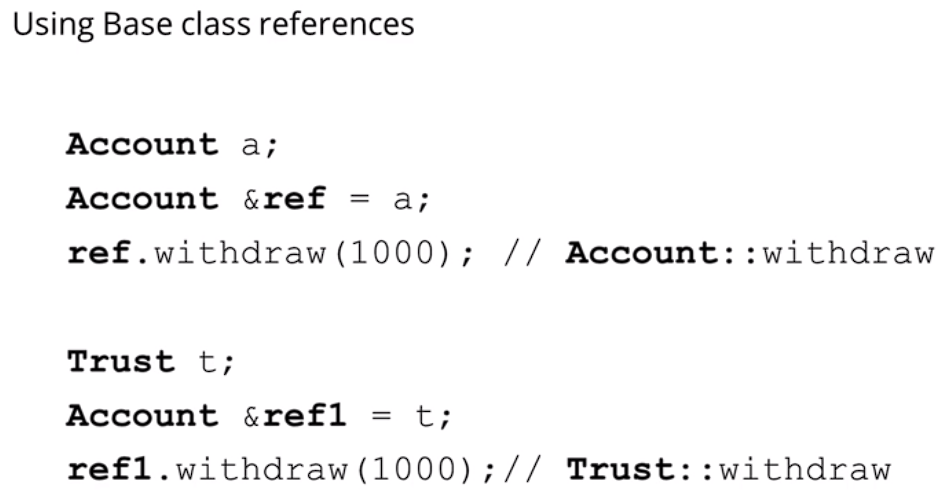 Using Base class references
Account a;
Account &ref = a;
ref.withdraw(1000); // Account::withdraw
Trust t;
Account &ref1 = t;
ref1.withdraw(1000);// Trust::withdraw